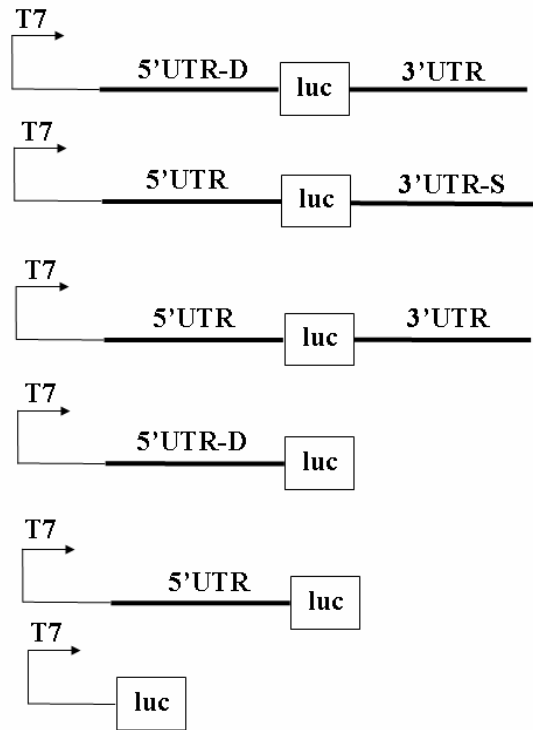 T7
5'UTR-D luc 3'UTR
T7
5'UTR luc 3'UTR-S
T7
5'UTR luc 3'UTR
T7
5'UTR-D luc
T7
5'UTR luc
T7
luc